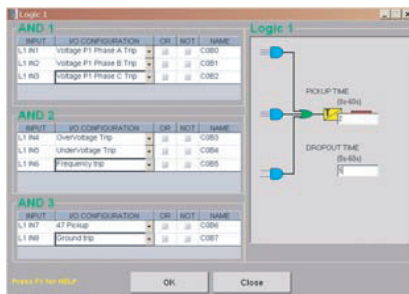 Logic 1
AND 1
INPUT I/O CONFIGURATION OR NOT NAME
L1 IN1 Voltage P1 Phase A Trip C0B0
L1 IN2 Voltage P1 Phase B Trip C0B1
L1 IN3 Voltage P1 Phase C Trip C0B2
AND 2
INPUT I/O CONFIGURATION OR NOT NAME
L1 IN4 OverVoltage Trip C0B3
L1 IN5 UnderVoltage Trip C0B4
L1 IN6 Frequency trip C0B5
AND 3
INPUT I/O CONFIGURATION OR NOT NAME
L1 IN7 47 Pickup C0B6
L1 IN8 Ground trip C0B7
Press F1 for HELP
OK
Close
Logic 1
PICKUP TIME
(0s-60s)
T
DROPOUT TIME
(0s-60s)